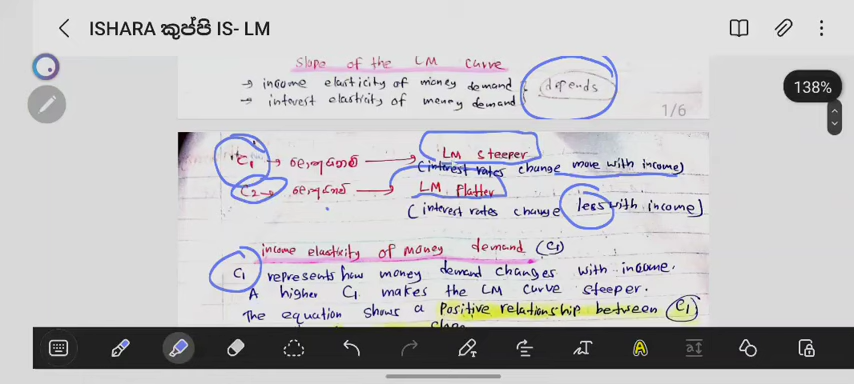 ISHARA කුප්පි IS- LM
Slope of the LM curve
→ income elasticity of money demand
→ interest elasticity of money demand
depends
1/6
138%
C1 → → LM steeper
(interest rates change move with income)
C2 → → LM flatter
(interest rates change less with income)
income elasticity of money demand (C1)
C1 represents how money demand changes with income.
A higher C1 makes the LM curve steeper.
The equation shows a Positive relationship between C1